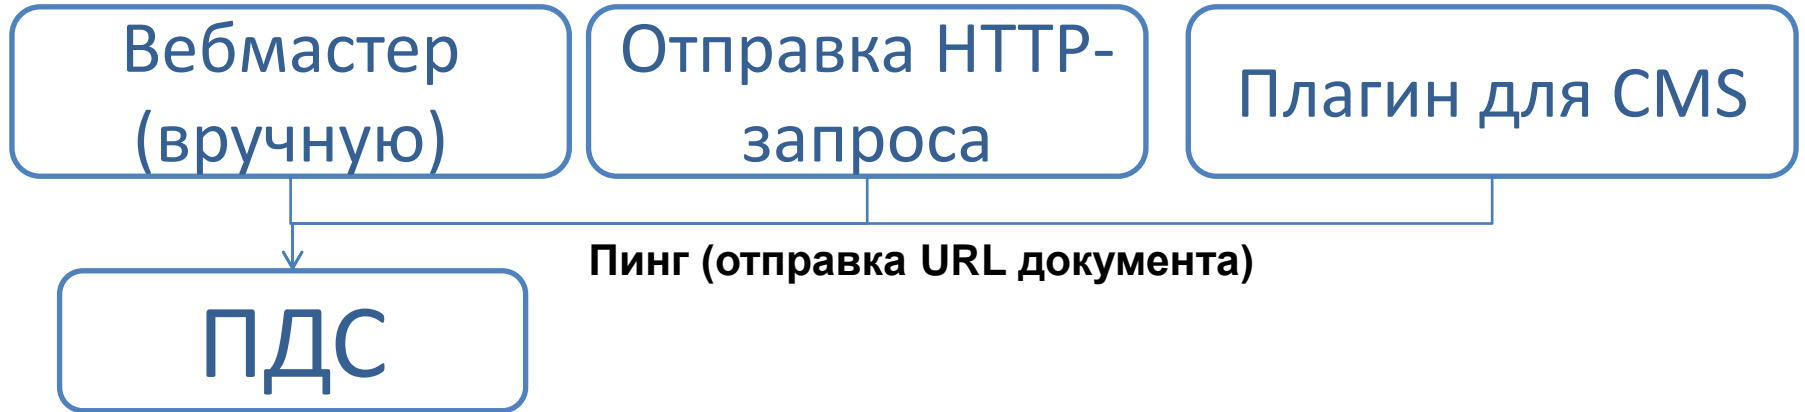 Вебмастер
(вручную)
Отправка HTTP-
запроса
Плагин для CMS
Пинг (отправка URL документа)
ПДС